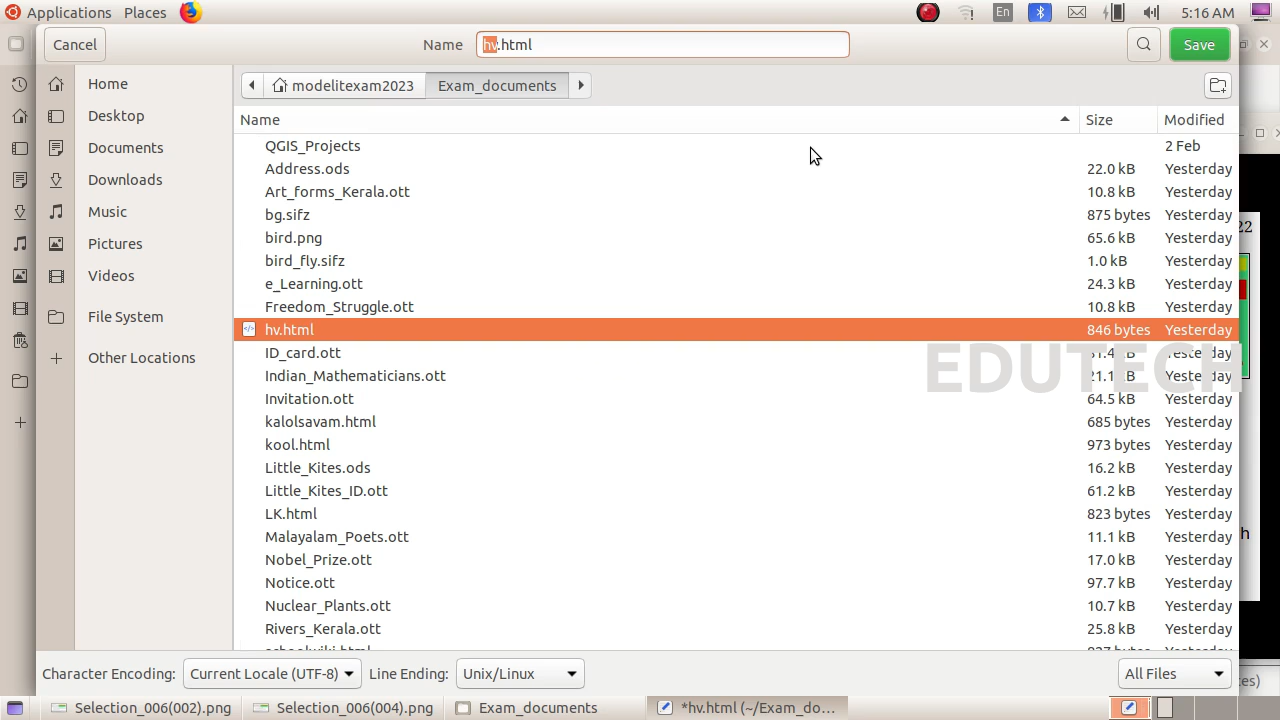 Applications Places En 5:16 AM
Cancel Name hv.html Save
modelitexam2023 Exam_documents
Home
Desktop
Documents
Downloads
Music
Pictures
Videos
File System
Other Locations
Name Size Modified
QGIS_Projects 2 Feb
Address.ods 22.0 kB Yesterday
Art_forms_Kerala.ott 10.8 kB Yesterday
bg.sifz 875 bytes Yesterday
bird.png 65.6 kB Yesterday
bird_fly.sifz 1.0 kB Yesterday
e_Learning.ott 24.3 kB Yesterday
Freedom_Struggle.ott 10.8 kB Yesterday
hv.html 846 bytes Yesterday
ID_card.ott Yesterday
Indian_Mathematicians.ott Yesterday
Invitation.ott 64.5 kB Yesterday
kalolsavam.html 685 bytes Yesterday
kool.html 973 bytes Yesterday
Little_Kites.ods 16.2 kB Yesterday
Little_Kites_ID.ott 61.2 kB Yesterday
LK.html 823 bytes Yesterday
Malayalam_Poets.ott 11.1 kB Yesterday
Nobel_Prize.ott 17.0 kB Yesterday
Notice.ott 97.7 kB Yesterday
Nuclear_Plants.ott 10.7 kB Yesterday
Rivers_Kerala.ott 25.8 kB Yesterday
EDUTECH
22
h
es)
Character Encoding: Current Locale (UTF-8) Line Ending: Unix/Linux All Files
Selection_006(002).png Selection_006(004).png Exam_documents *hv.html (~/Exam_do...